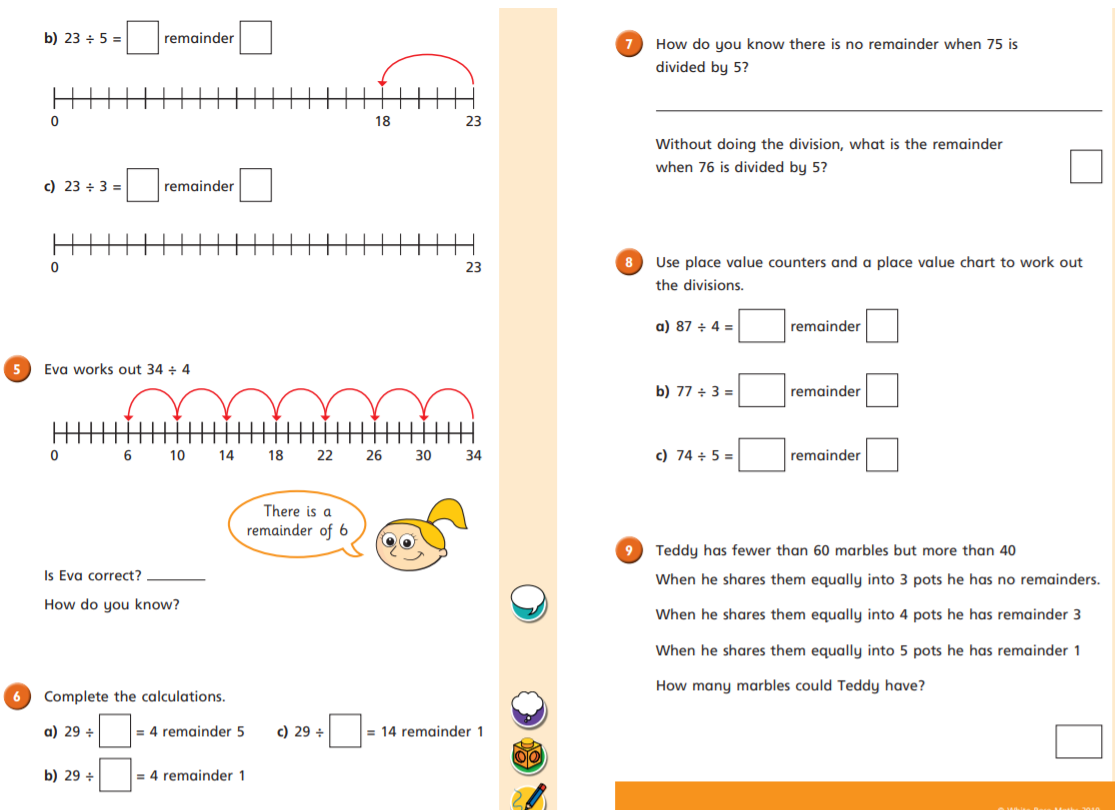 b) 23 ÷ 5 = remainder
0 18 23
c) 23 ÷ 3 = remainder
0 23
5 Eva works out 34 ÷ 4
0 6 10 14 18 22 26 30 34
There is a
remainder of 6
Is Eva correct? ________
How do you know?
6 Complete the calculations.
a) 29 ÷ = 4 remainder 5 c) 29 ÷ = 14 remainder 1
b) 29 ÷ = 4 remainder 1
7 How do you know there is no remainder when 75 is
divided by 5?
Without doing the division, what is the remainder
when 76 is divided by 5?
8 Use place value counters and a place value chart to work out
the divisions.
a) 87 ÷ 4 = remainder
b) 77 ÷ 3 = remainder
c) 74 ÷ 5 = remainder
9 Teddy has fewer than 60 marbles but more than 40
When he shares them equally into 3 pots he has no remainders.
When he shares them equally into 4 pots he has remainder 3
When he shares them equally into 5 pots he has remainder 1
How many marbles could Teddy have?